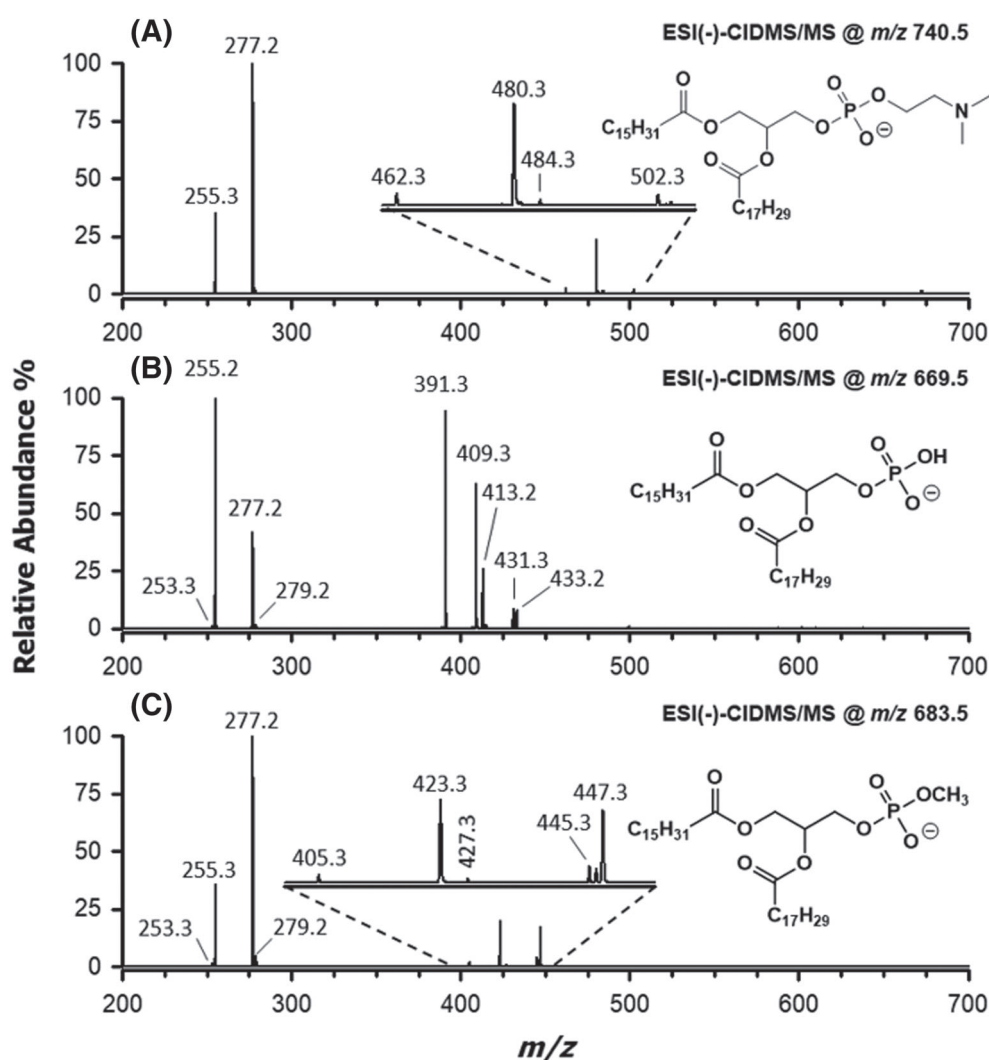 (A)
ESI(-)-CIDMS/MS @ m/z 740.5
277.2
100
75
50
25
0
255.3
462.3
480.3
484.3
502.3
C15H31
O
O
O
O
C17H29
O
O
P
O
O⊖
N
200
300
400
500
600
700
(B)
ESI(-)-CIDMS/MS @ m/z 669.5
255.2
100
75
50
25
0
391.3
409.3
413.2
277.2
431.3
433.2
253.3
279.2
C15H31
O
O
O
O
C17H29
O
O
P
OH
O⊖
200
300
400
500
600
700
(C)
ESI(-)-CIDMS/MS @ m/z 683.5
277.2
100
75
50
25
0
423.3
447.3
445.3
427.3
405.3
255.3
253.3
279.2
C15H31
O
O
O
O
C17H29
O
O
P
OCH3
O⊖
200
300
400
500
600
700
Relative Abundance %
m/z